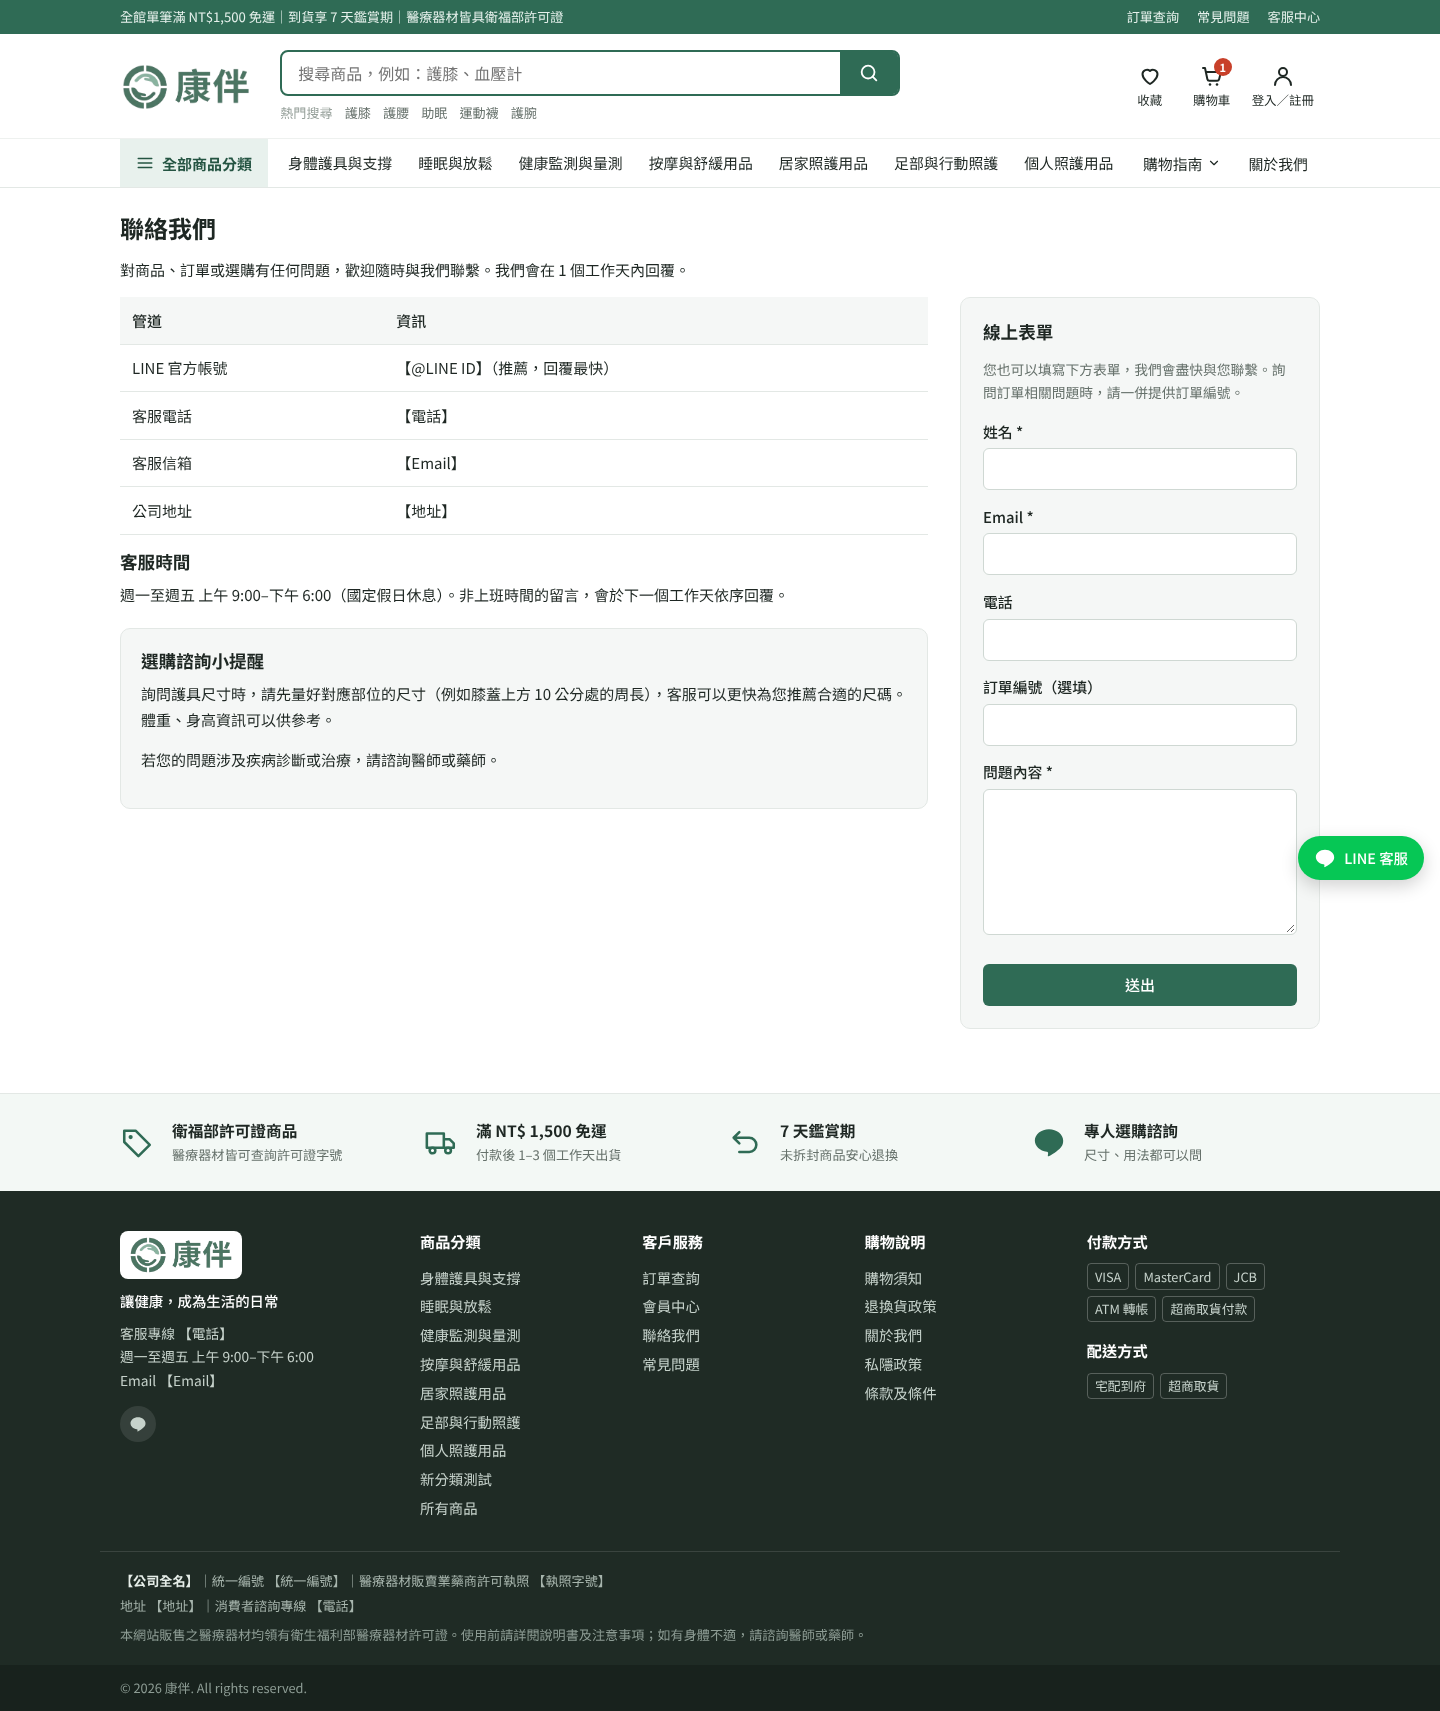 全館單筆滿 NT$1,500 免運｜到貨享 7 天鑑賞期｜醫療器材皆具衛福部許可證
訂單查詢 常見問題 客服中心
康伴
搜尋商品，例如：護膝、血壓計
熱門搜尋 護膝 護腰 助眠 運動襪 護腕
1
收藏 購物車 登入／註冊
全部商品分類 身體護具與支撐 睡眠與放鬆 健康監測與量測 按摩與舒緩用品 居家照護用品 足部與行動照護 個人照護用品 購物指南 關於我們
聯絡我們
對商品、訂單或選購有任何問題，歡迎隨時與我們聯繫。我們會在 1 個工作天內回覆。
管道 資訊
LINE 官方帳號 【@LINE ID】（推薦，回覆最快）
客服電話 【電話】
客服信箱 【Email】
公司地址 【地址】
客服時間
週一至週五 上午 9:00–下午 6:00（國定假日休息）。非上班時間的留言，會於下一個工作天依序回覆。
選購諮詢小提醒
詢問護具尺寸時，請先量好對應部位的尺寸（例如膝蓋上方 10 公分處的周長），客服可以更快為您推薦合適的尺碼。
體重、身高資訊可以供參考。
若您的問題涉及疾病診斷或治療，請諮詢醫師或藥師。
線上表單
您也可以填寫下方表單，我們會盡快與您聯繫。詢
問訂單相關問題時，請一併提供訂單編號。
姓名 *
Email *
電話
訂單編號（選填）
問題內容 *
送出
LINE 客服
衛福部許可證商品
醫療器材皆可查詢許可證字號
滿 NT$ 1,500 免運
付款後 1–3 個工作天出貨
7 天鑑賞期
未拆封商品安心退換
專人選購諮詢
尺寸、用法都可以問
康伴
讓健康，成為生活的日常
客服專線 【電話】
週一至週五 上午 9:00–下午 6:00
Email 【Email】
商品分類
身體護具與支撐
睡眠與放鬆
健康監測與量測
按摩與舒緩用品
居家照護用品
足部與行動照護
個人照護用品
新分類測試
所有商品
客戶服務
訂單查詢
會員中心
聯絡我們
常見問題
購物說明
購物須知
退換貨政策
關於我們
私隱政策
條款及條件
付款方式
VISA MasterCard JCB
ATM 轉帳 超商取貨付款
配送方式
宅配到府 超商取貨
【公司全名】｜統一編號 【統一編號】｜醫療器材販賣業藥商許可執照 【執照字號】
地址 【地址】｜消費者諮詢專線 【電話】
本網站販售之醫療器材均領有衛生福利部醫療器材許可證。使用前請詳閱說明書及注意事項；如有身體不適，請諮詢醫師或藥師。
© 2026 康伴. All rights reserved.